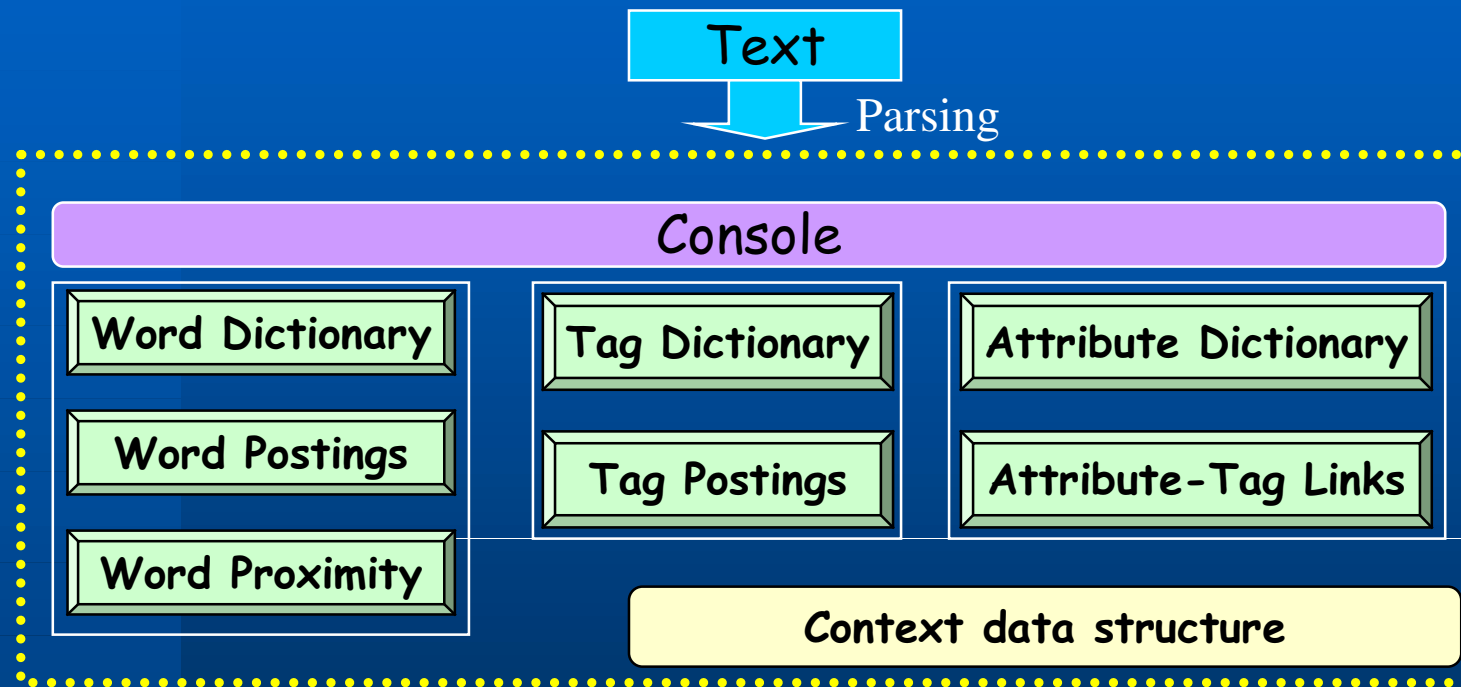 Text
Parsing
Console
Word Dictionary
Word Postings
Word Proximity
Tag Dictionary
Tag Postings
Attribute Dictionary
Attribute-Tag Links
Context data structure